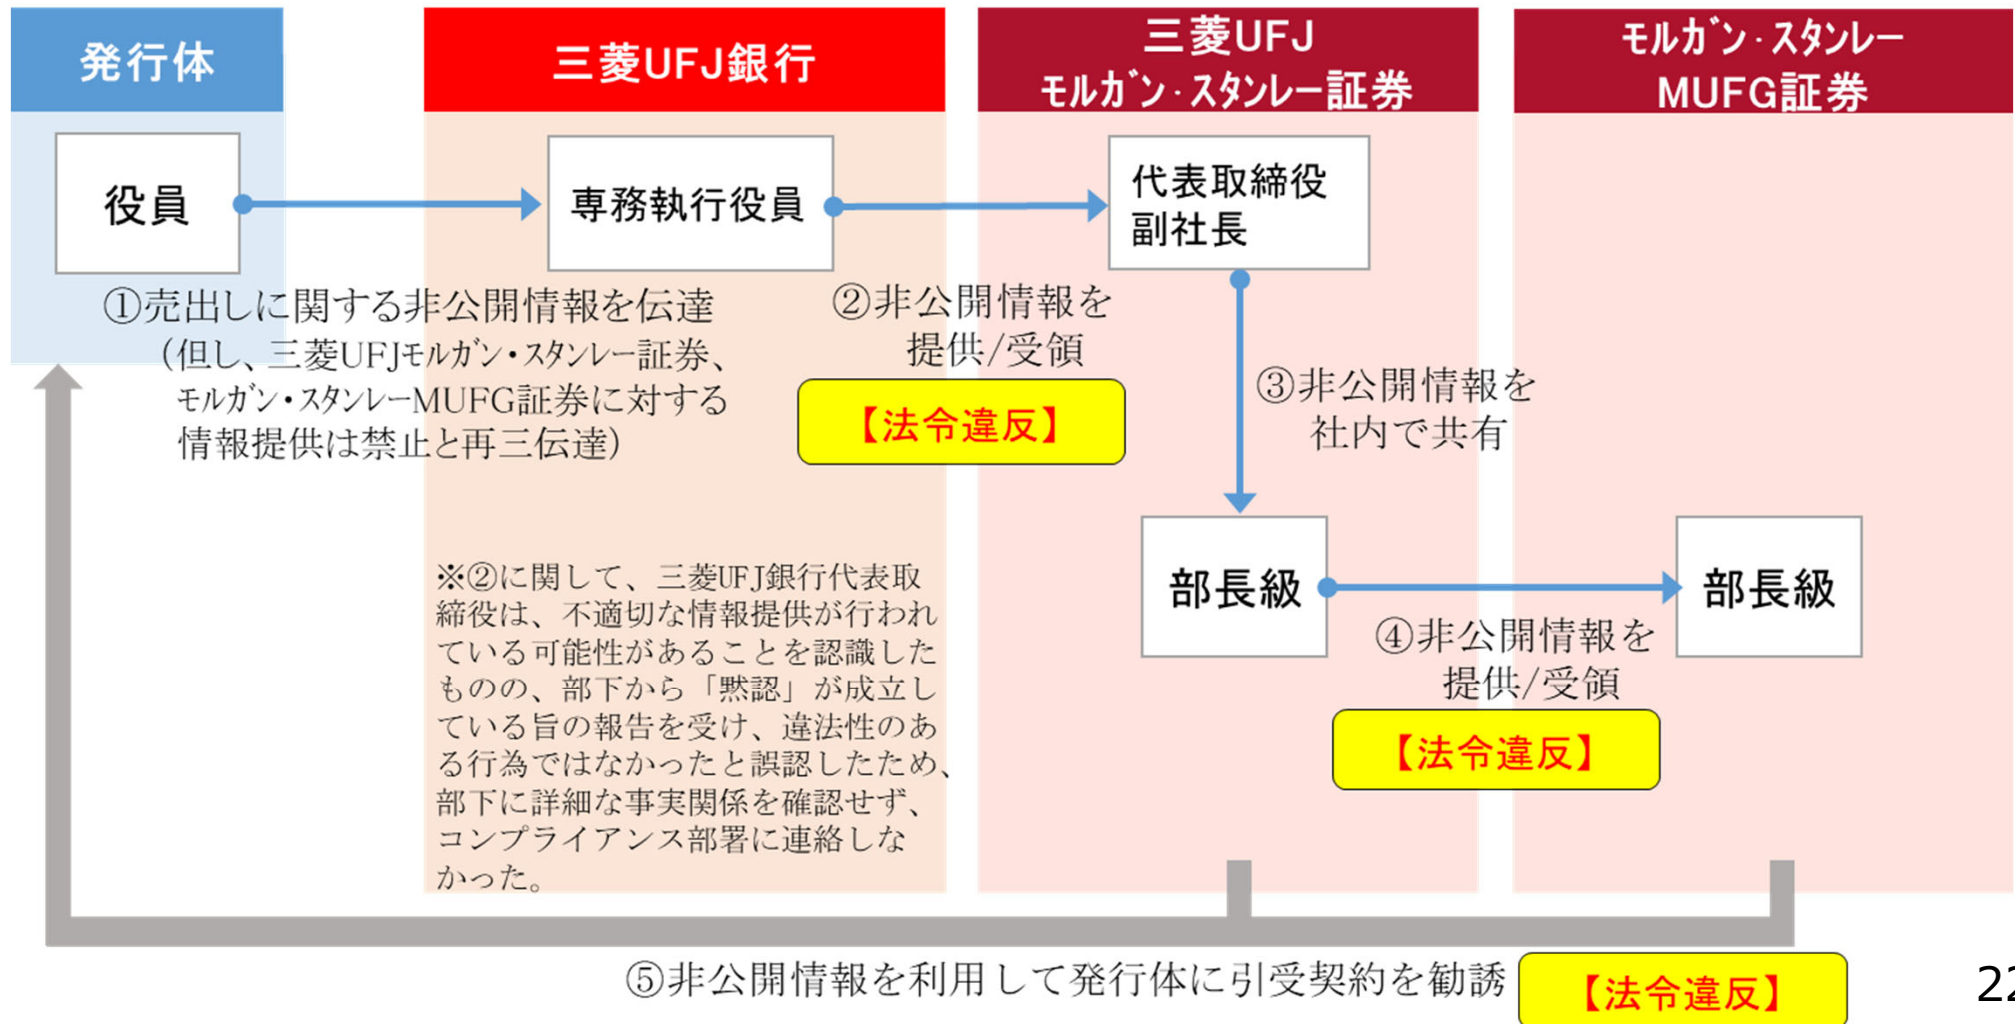 発行体
三菱UFJ銀行
三菱UFJ
モルガン・スタンレー証券
モルガン・スタンレー
MUFG証券
役員
専務執行役員
代表取締役
副社長
①売出しに関する非公開情報を伝達
（但し、三菱UFJモルガン・スタンレー証券、
モルガン・スタンレーMUFG証券に対する
情報提供は禁止と再三伝達）
②非公開情報を
提供/受領
【法令違反】
③非公開情報を
社内で共有
※②に関して、三菱UFJ銀行代表取
締役は、不適切な情報提供が行われ
ている可能性があることを認識した
ものの、部下から「黙認」が成立し
ている旨の報告を受け、違法性のあ
る行為ではなかったと誤認したため、
部下に詳細な事実関係を確認せず、
コンプライアンス部署に連絡しな
かった。
部長級
部長級
④非公開情報を
提供/受領
【法令違反】
⑤非公開情報を利用して発行体に引受契約を勧誘
【法令違反】
22